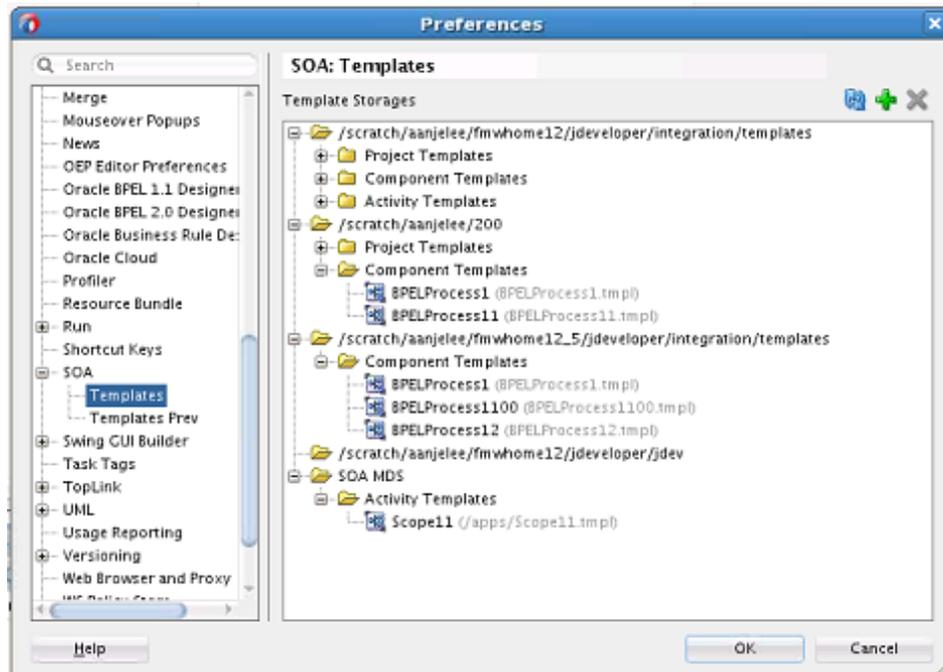 Preferences
Search
Merge
Mouseover Popups
News
OEP Editor Preferences
Oracle BPEL 1.1 Designer
Oracle BPEL 2.0 Designer
Oracle Business Rule De
Oracle Cloud
Profiler
Resource Bundle
Run
Shortcut Keys
SOA
Templates
Templates Prev
Swing GUI Builder
Task Tags
TopLink
UML
Usage Reporting
Versioning
Web Browser and Proxy
SOA: Templates
Template Storages
/scratch/aanjelee/fmwhome12/jdeveloper/integration/templates
Project Templates
Component Templates
Activity Templates
/scratch/aanjelee/200
Project Templates
Component Templates
BPELProcess1 (BPELProcess1.tmpl)
BPELProcess11 (BPELProcess11.tmpl)
/scratch/aanjelee/fmwhome12_5/jdeveloper/integration/templates
Component Templates
BPELProcess1 (BPELProcess1.tmpl)
BPELProcess1100 (BPELProcess1100.tmpl)
BPELProcess12 (BPELProcess12.tmpl)
/scratch/aanjelee/fmwhome12/jdeveloper/jdev
SOA MDS
Activity Templates
Scope11 (/apps/Scope11.tmpl)
Help
OK
Cancel